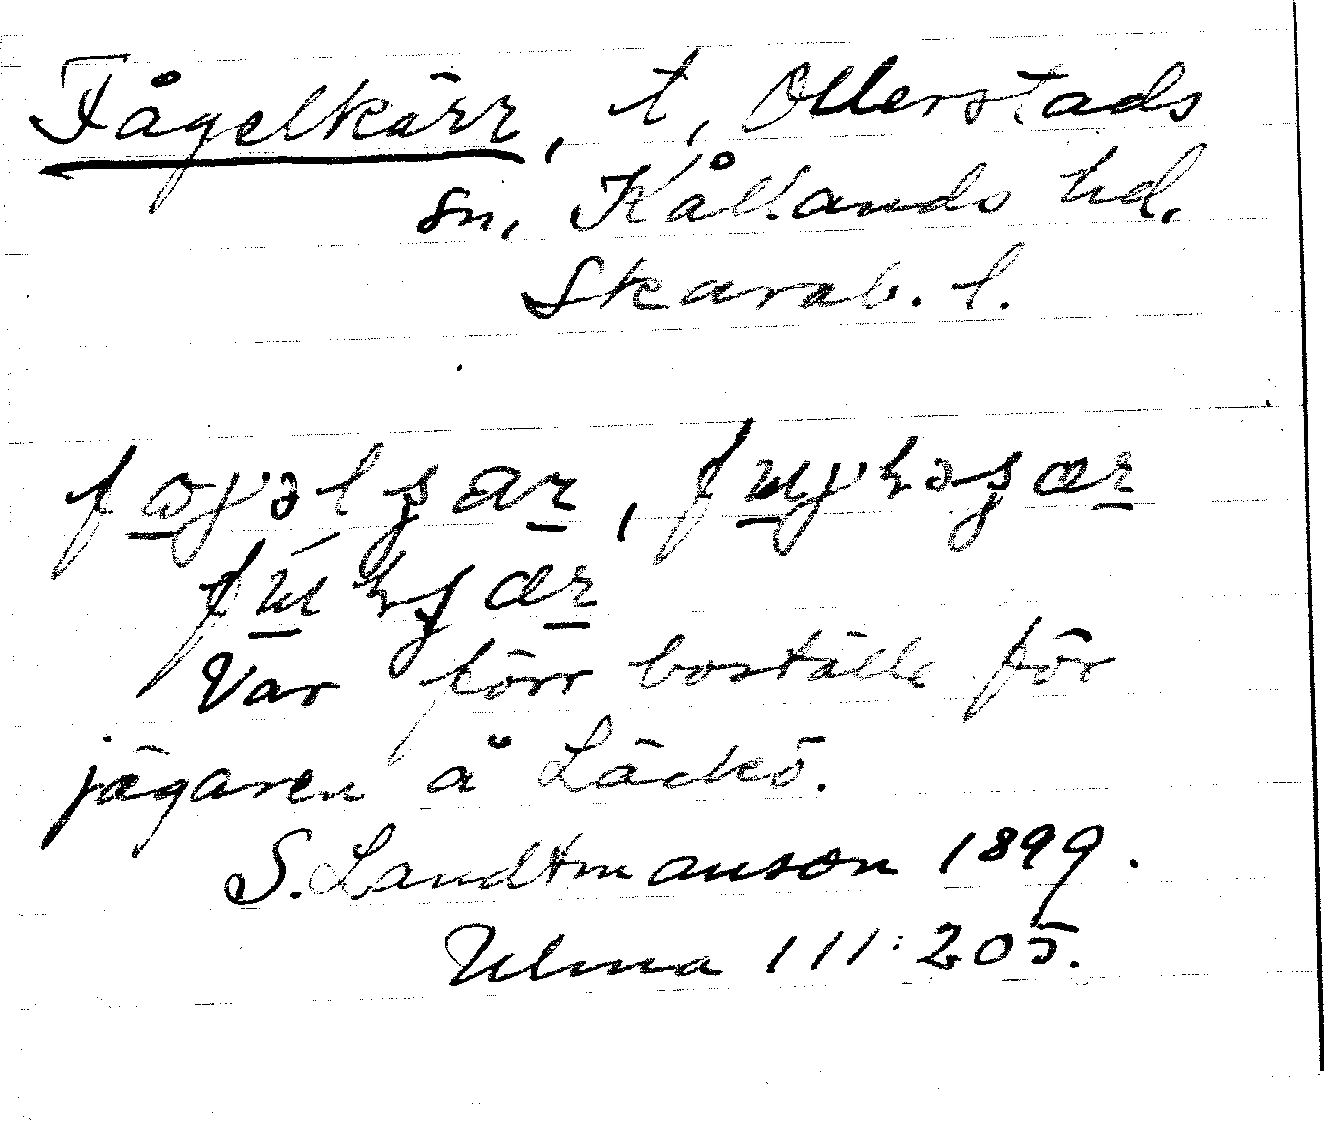 Fågelkärr, t, Ollerstads
sn, Kållands hd.
Skarab. l.
Var förr boställe för
jägaren å Läckö.
S. Landtmanson 1899.
Ulma 111:205.